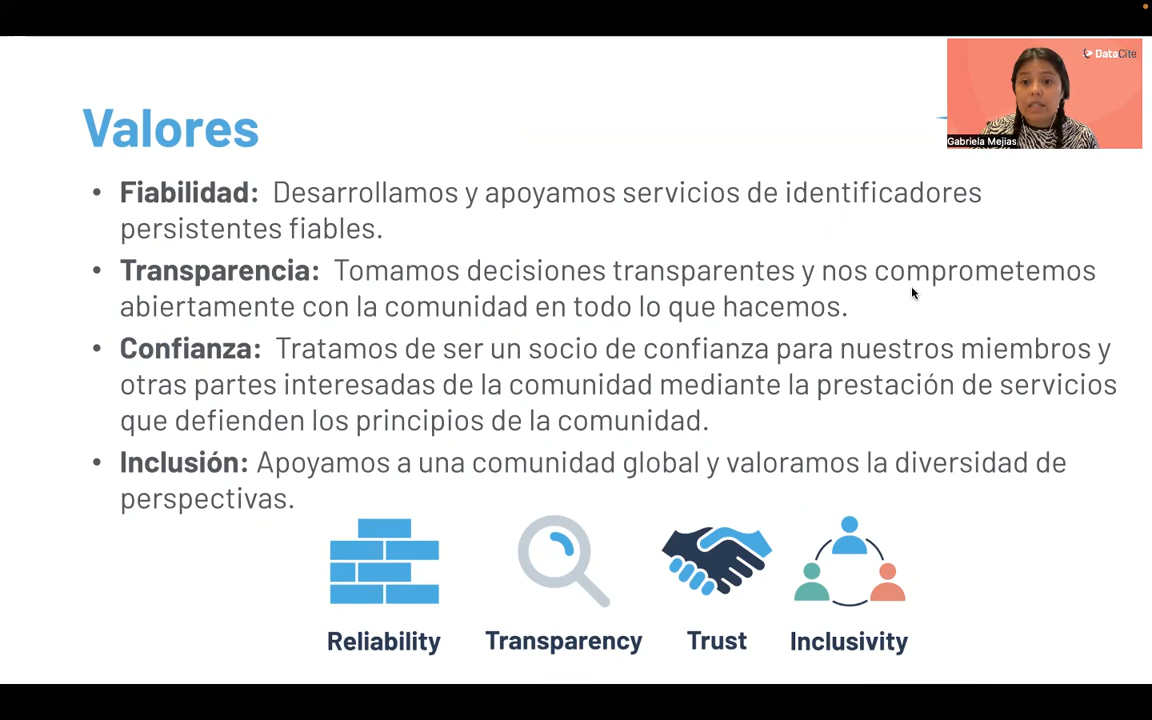 DataCite
Gabriela Mejias
Valores
• Fiabilidad: Desarrollamos y apoyamos servicios de identificadores
persistentes fiables.
• Transparencia: Tomamos decisiones transparentes y nos comprometemos
abiertamente con la comunidad en todo lo que hacemos.
• Confianza: Tratamos de ser un socio de confianza para nuestros miembros y
otras partes interesadas de la comunidad mediante la prestación de servicios
que defienden los principios de la comunidad.
• Inclusión: Apoyamos a una comunidad global y valoramos la diversidad de
perspectivas.
Reliability Transparency Trust Inclusivity